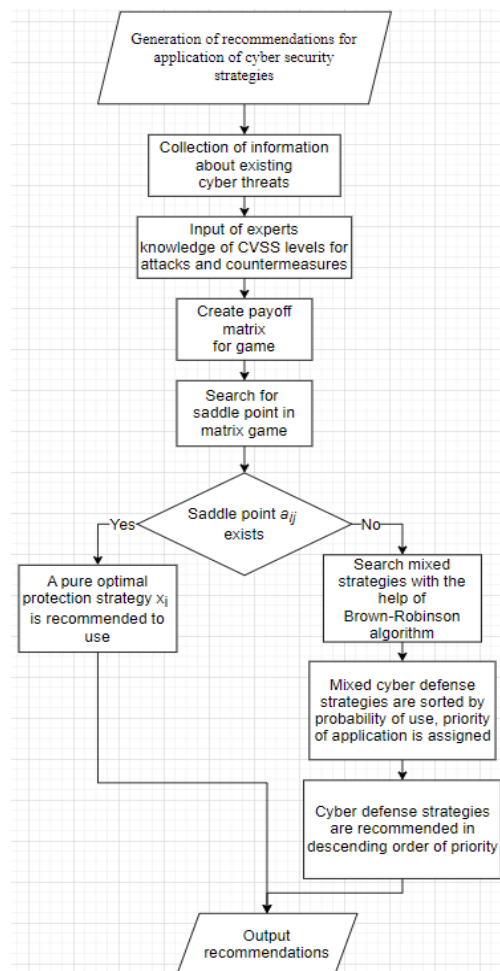 Generation of recommendations for
application of cyber security
strategies
Collection of information
about existing
cyber threats
Input of experts
knowledge of CVSS levels for
attacks and countermeasures
Create payoff
matrix
for game
Search for
saddle point in
matrix game
Saddle point aij
exists
Yes
No
A pure optimal
protection strategy xi
is recommended to
use
Search mixed
strategies with the
help of
Brown-Robinson
algorithm
Mixed cyber defense
strategies are sorted by
probability of use, priority
of application is assigned
Cyber defense strategies
are recommended in
descending order of priority
Output
recommendations